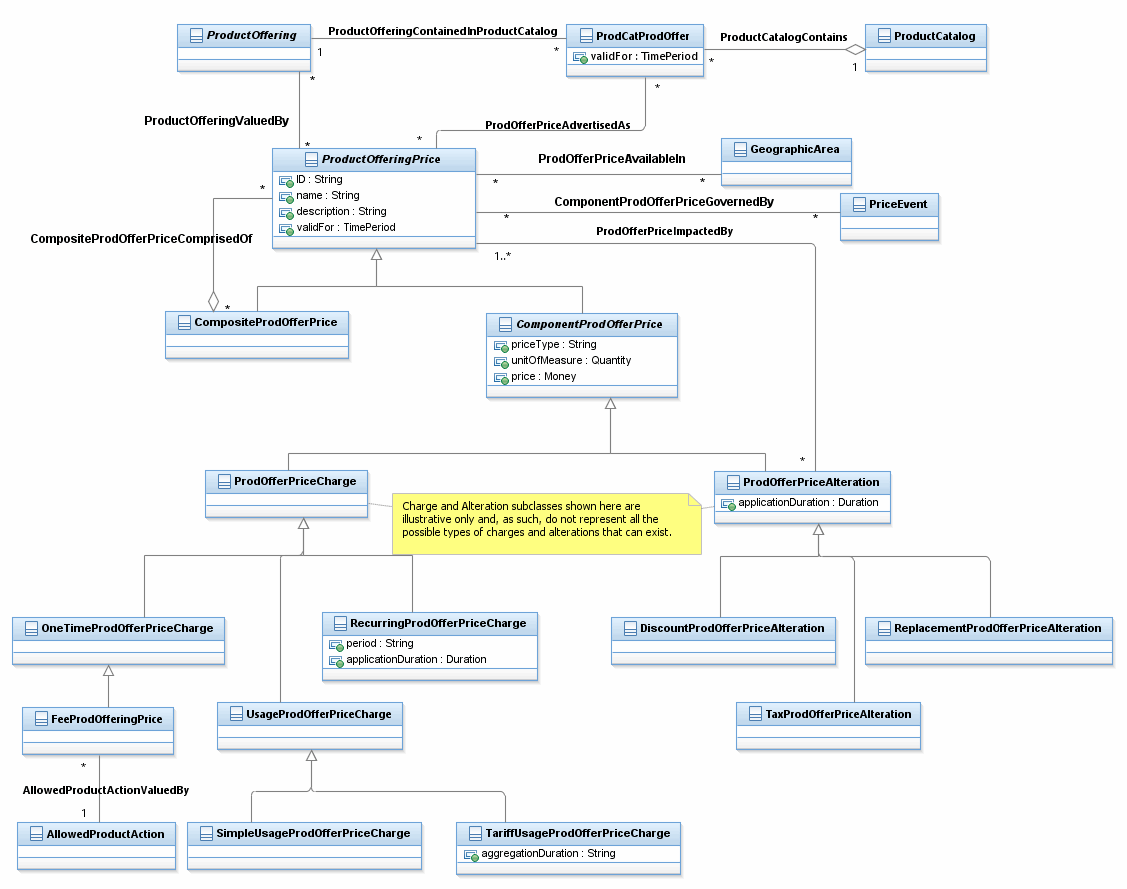 ProductOffering
ProductOfferingContainedInProductCatalog
1
*
ProdCatProdOffer
validFor : TimePeriod
ProductCatalogContains
*
1
ProductCatalog
*
ProductOfferingValuedBy
*
*
ProdOfferPriceAdvertisedAs
*
ProductOfferingPrice
ID : String
name : String
description : String
validFor : TimePeriod
ProdOfferPriceAvailableIn
*
*
GeographicArea
ComponentProdOfferPriceGovernedBy
*
*
PriceEvent
ProdOfferPriceImpactedBy
1..*
*
CompositeProdOfferPriceComprisedOf
*
CompositeProdOfferPrice
ComponentProdOfferPrice
priceType : String
unitOfMeasure : Quantity
price : Money
*
ProdOfferPriceCharge
Charge and Alteration subclasses shown here are
illustrative only and, as such, do not represent all the
possible types of charges and alterations that can exist.
ProdOfferPriceAlteration
applicationDuration : Duration
OneTimeProdOfferPriceCharge
RecurringProdOfferPriceCharge
period : String
applicationDuration : Duration
DiscountProdOfferPriceAlteration
ReplacementProdOfferPriceAlteration
FeeProdOfferingPrice
UsageProdOfferPriceCharge
TaxProdOfferPriceAlteration
*
AllowedProductActionValuedBy
1
AllowedProductAction
SimpleUsageProdOfferPriceCharge
TariffUsageProdOfferPriceCharge
aggregationDuration : String